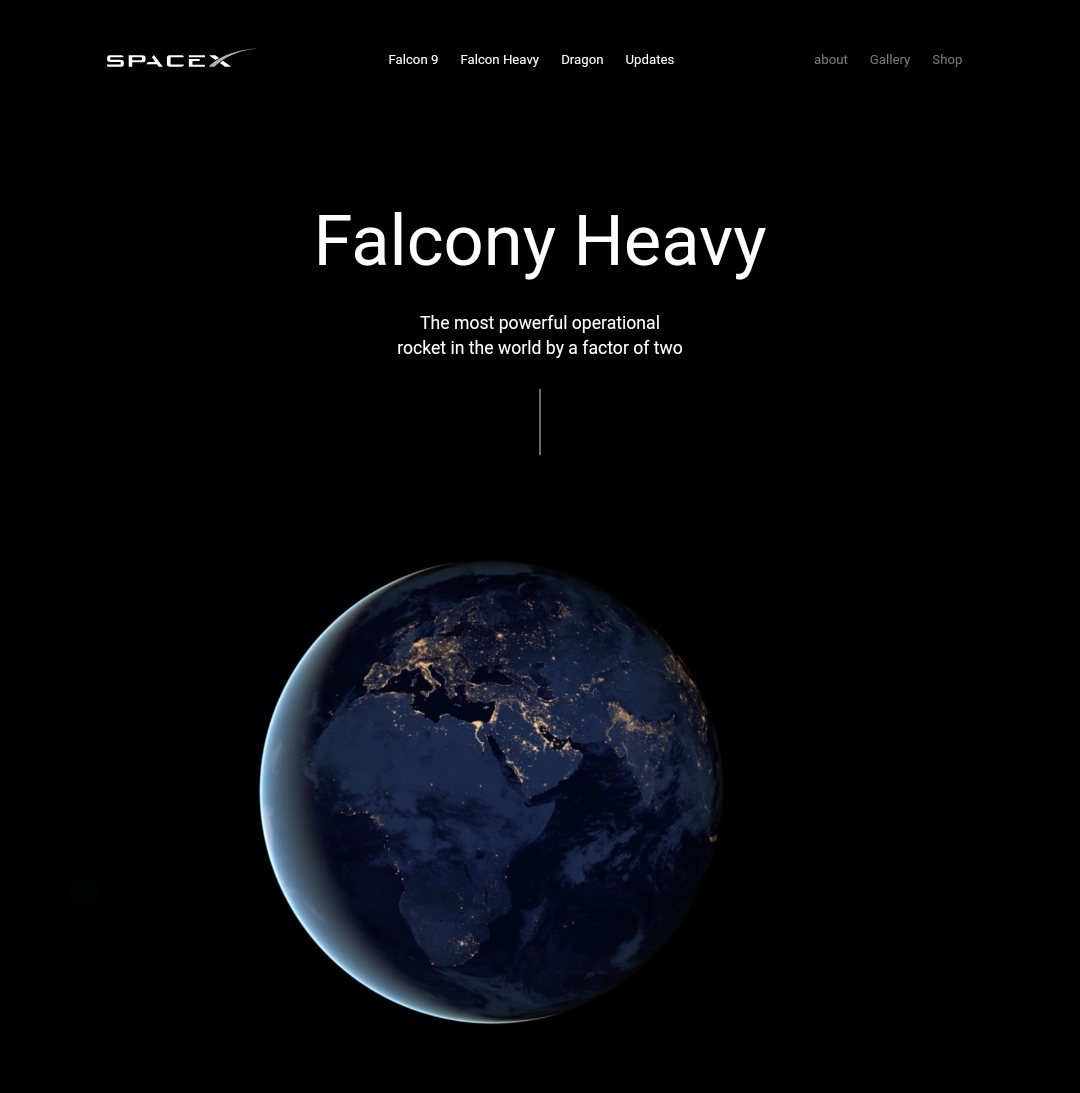 SPACEX
Falcon 9 Falcon Heavy Dragon Updates
about Gallery Shop
Falcony Heavy
The most powerful operational
rocket in the world by a factor of two